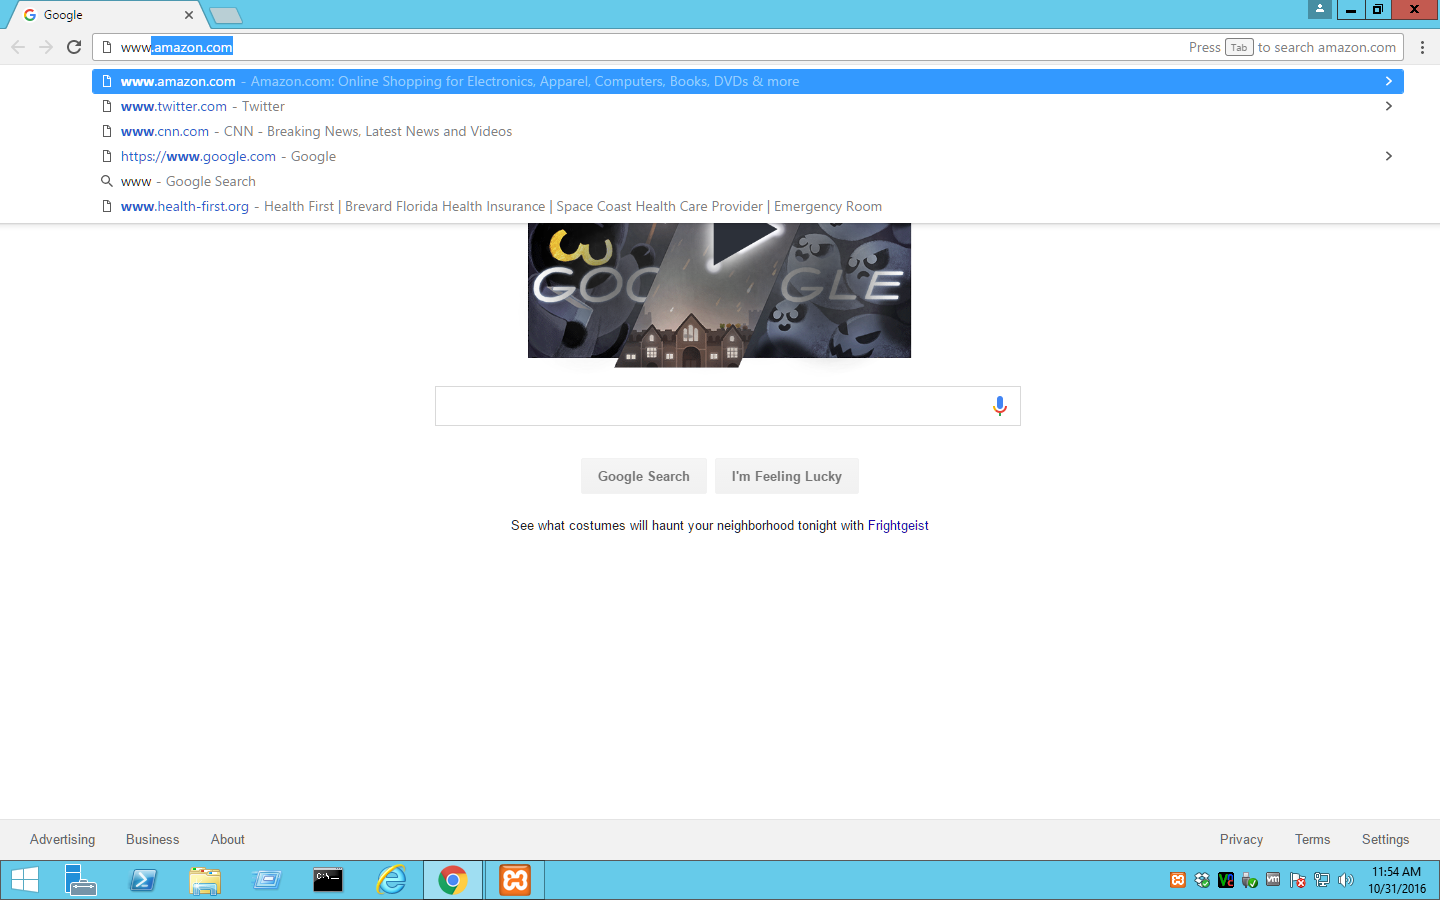 Google
www.amazon.com
Press Tab to search amazon.com
www.amazon.com - Amazon.com: Online Shopping for Electronics, Apparel, Computers, Books, DVDs & more
www.twitter.com - Twitter
www.cnn.com - CNN - Breaking News, Latest News and Videos
https://www.google.com - Google
www - Google Search
www.health-first.org - Health First | Brevard Florida Health Insurance | Space Coast Health Care Provider | Emergency Room
GOO GLE
Google Search
I'm Feeling Lucky
See what costumes will haunt your neighborhood tonight with Frightgeist
Advertising Business About
Privacy Terms Settings
C:\_
vm
11:54 AM
10/31/2016